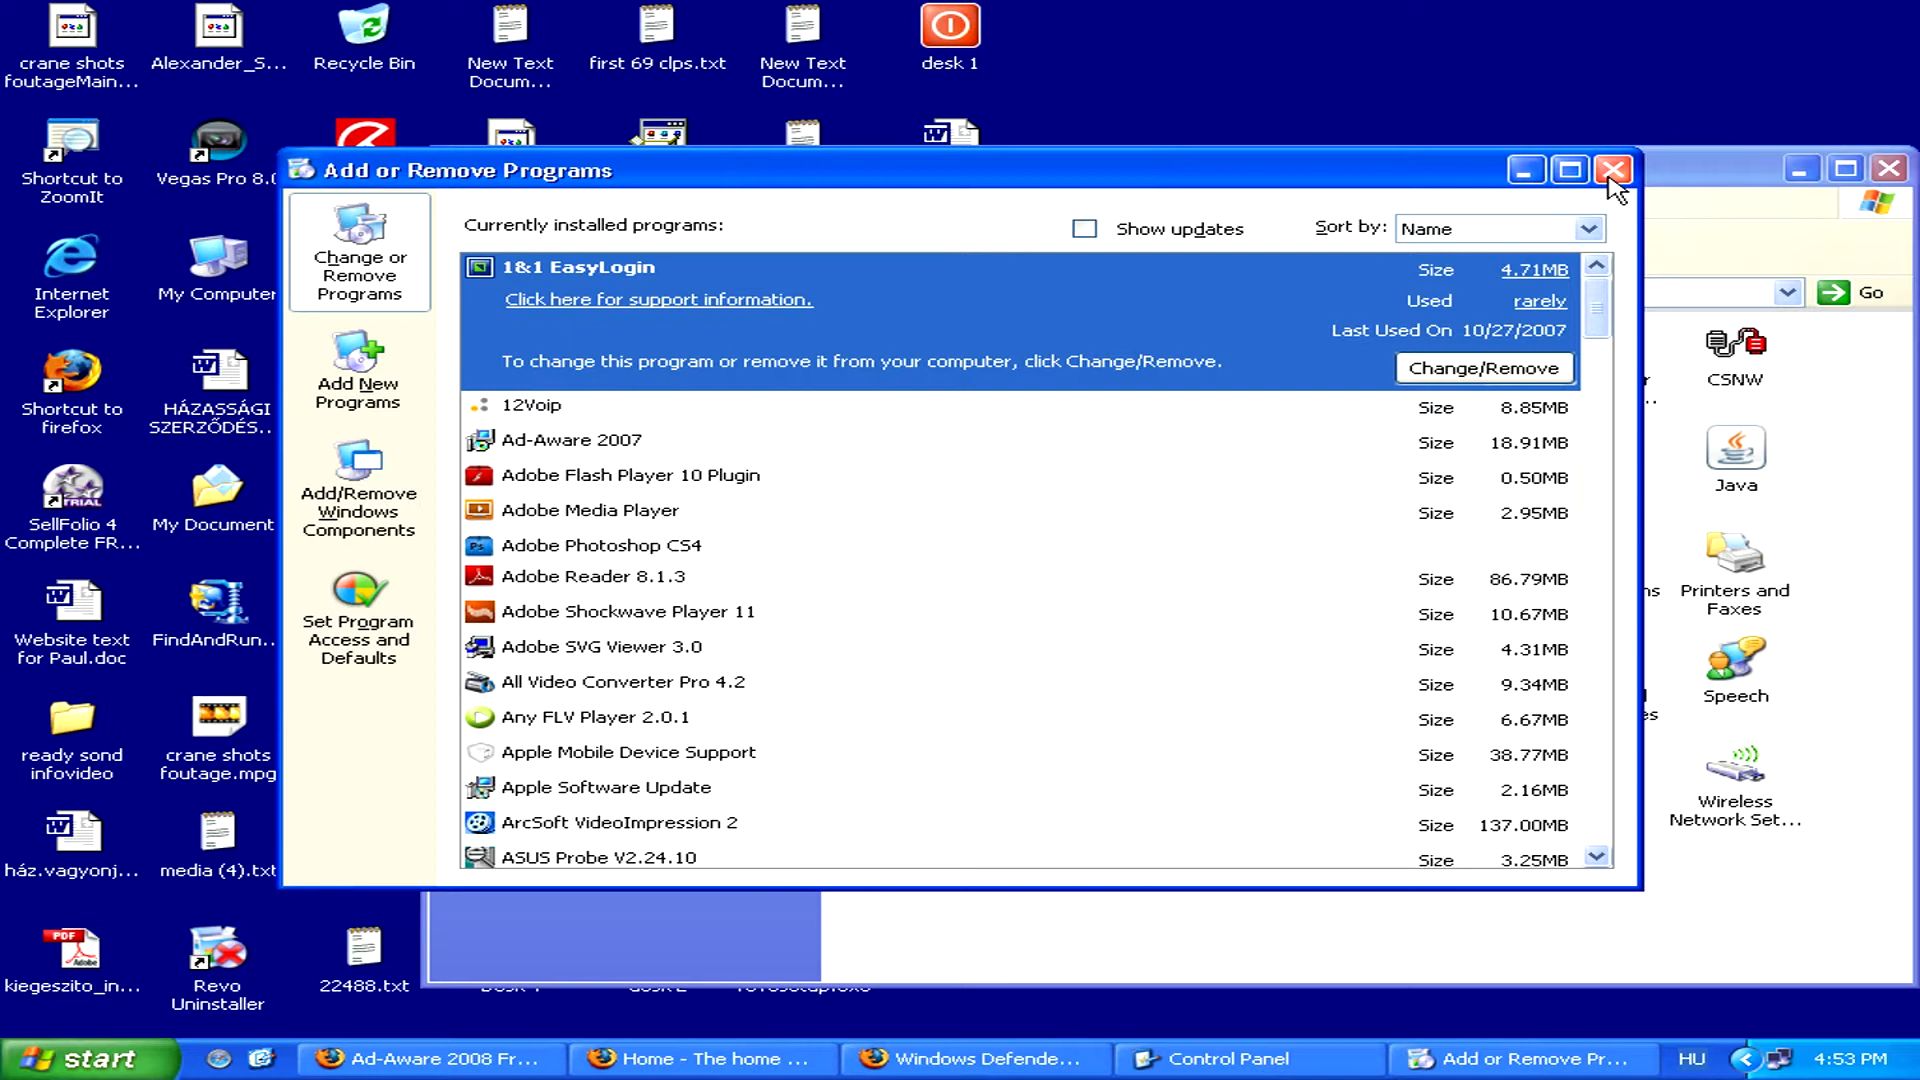 crane shots
foutageMain...
Alexander_S...
Recycle Bin
New Text
Docum...
first 69 clps.txt
New Text
Docum...
desk 1
Shortcut to
ZoomIt
Vegas Pro 8.0
Internet
Explorer
My Computer
Shortcut to
firefox
HÁZASSÁGI
SZERZŐDÉS..
TRIAL
SellFolio 4
Complete FR...
My Document
Website text
for Paul.doc
FindAndRun..
ready sond
infovideo
crane shots
foutage.mpg
ház.vagyonj...
media (4).txt
PDF
Adobe
kiegeszito_in...
Revo
Uninstaller
22488.txt
Add or Remove Programs
Change or
Remove
Programs
Add New
Programs
Add/Remove
Windows
Components
Set Program
Access and
Defaults
Currently installed programs:
Show updates
Sort by: Name
1&1 EasyLogin Size 4.71MB
Click here for support information. Used rarely
Last Used On 10/27/2007
To change this program or remove it from your computer, click Change/Remove. Change/Remove
12Voip Size 8.85MB
Ad-Aware 2007 Size 18.91MB
Adobe Flash Player 10 Plugin Size 0.50MB
Adobe Media Player Size 2.95MB
Adobe Photoshop CS4
Adobe Reader 8.1.3 Size 86.79MB
Adobe Shockwave Player 11 Size 10.67MB
Adobe SVG Viewer 3.0 Size 4.31MB
All Video Converter Pro 4.2 Size 9.34MB
Any FLV Player 2.0.1 Size 6.67MB
Apple Mobile Device Support Size 38.77MB
Apple Software Update Size 2.16MB
ArcSoft VideoImpression 2 Size 137.00MB
ASUS Probe V2.24.10 Size 3.25MB
Go
CSNW
Java
Printers and
Faxes
Speech
Wireless
Network Set...
start
Ad-Aware 2008 Fr...
Home - The home ...
Windows Defende...
Control Panel
Add or Remove Pr...
HU
4:53 PM